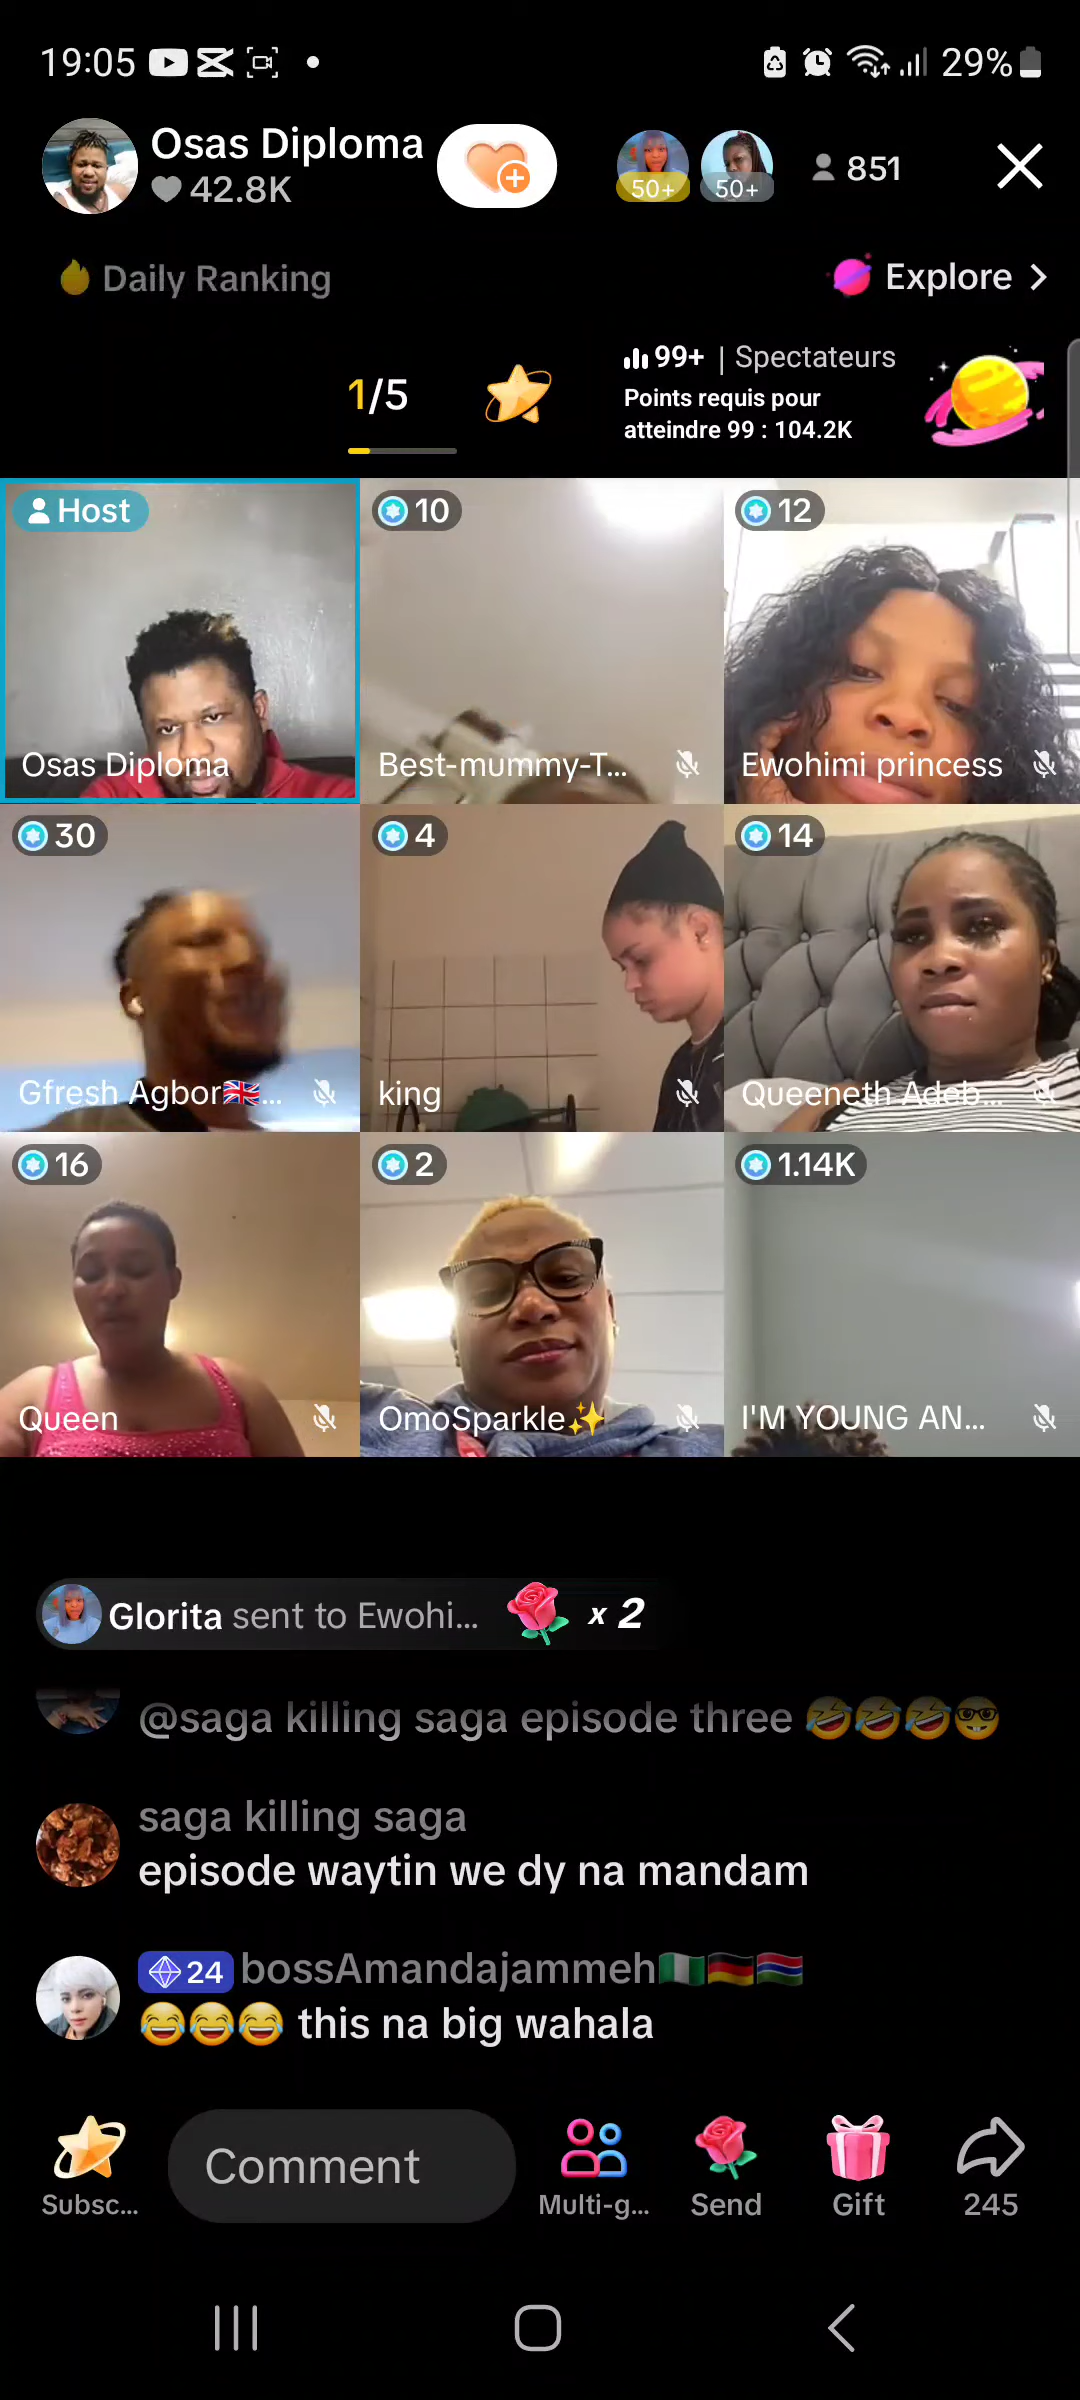 19:05
29%
Osas Diploma
42.8K
50+
50+
851
Daily Ranking
Explore >
1/5
99+ | Spectateurs
Points requis pour
atteindre 99 : 104.2K
Host
Osas Diploma
10
Best-mummy-T...
12
Ewohimi princess
30
Gfresh Agbor🇬🇧...
4
king
14
Queeneth Adeb...
16
Queen
2
OmoSparkle✨
1.14K
I'M YOUNG AN...
Glorita sent to Ewohi... x 2
@saga killing saga episode three 🤣🤣🤣🤓
saga killing saga
episode waytin we dy na mandam
24 bossAmandajammeh🇳🇬🇩🇪🇬🇲
😂😂😂 this na big wahala
Subsc...
Comment
Multi-g...
Send
Gift
245